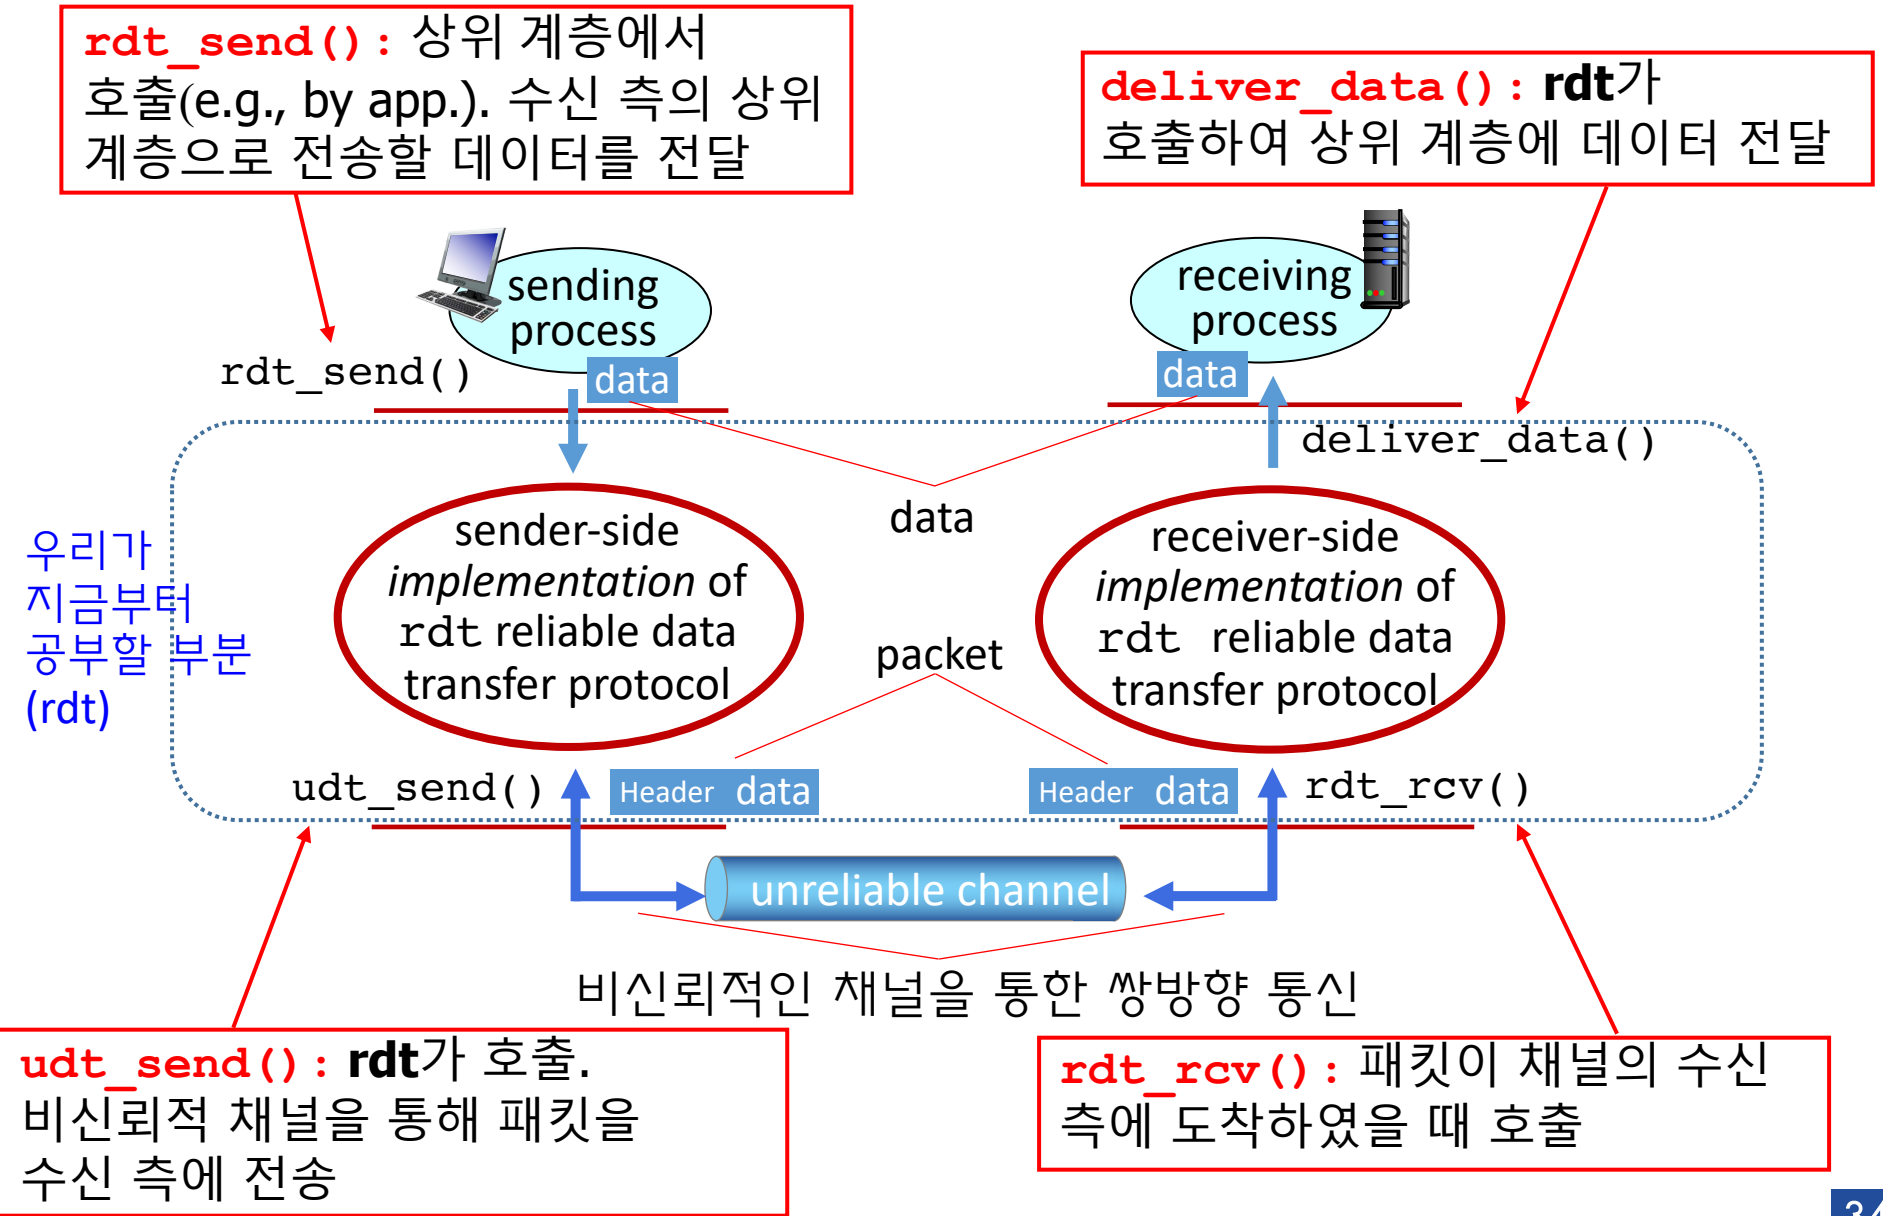 rdt_send(): 상위 계층에서
호출(e.g., by app.). 수신 측의 상위
계층으로 전송할 데이터를 전달
deliver_data(): rdt가
호출하여 상위 계층에 데이터 전달
sending
process
receiving
process
rdt_send()
data
data
deliver_data()
data
sender-side
implementation of
rdt reliable data
transfer protocol
receiver-side
implementation of
rdt reliable data
transfer protocol
우리가
지금부터
공부할 부분
(rdt)
packet
udt_send()
Header data
Header data
rdt_rcv()
unreliable channel
비신뢰적인 채널을 통한 쌍방향 통신
udt_send(): rdt가 호출.
비신뢰적 채널을 통해 패킷을
수신 측에 전송
rdt_rcv(): 패킷이 채널의 수신
측에 도착하였을 때 호출